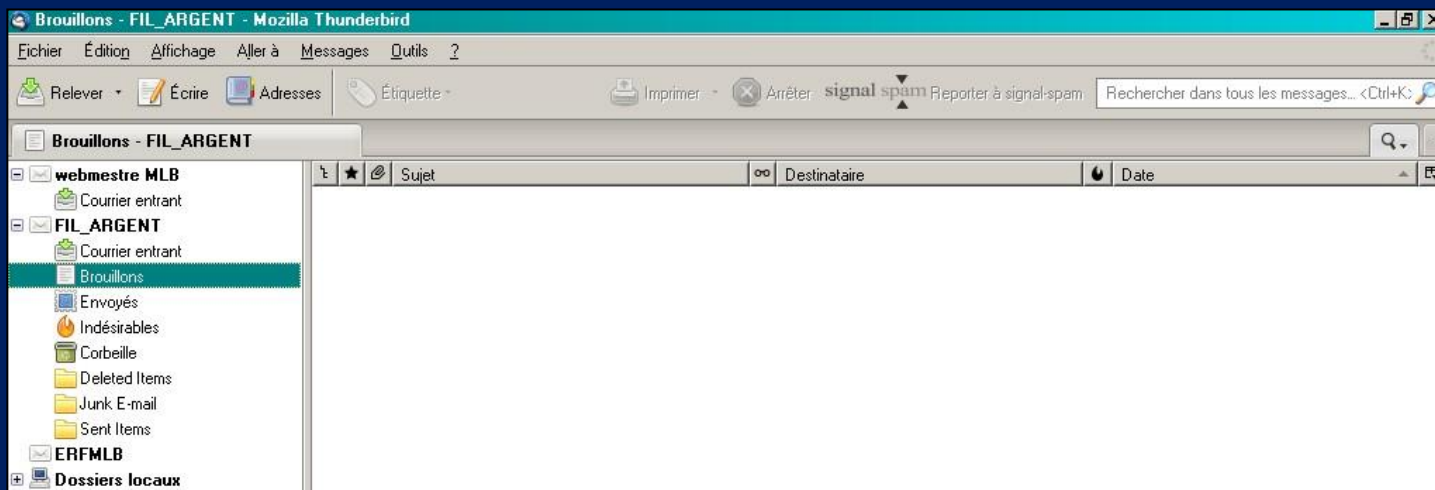 Brouillons - FIL_ARGENT - Mozilla Thunderbird
Fichier Édition Affichage Aller à Messages Outils ?
Relever Écrire Adresses Étiquette Imprimer Arrêter signal spam Reporter à signal-spam Rechercher dans tous les messages... <Ctrl+K>
Brouillons - FIL_ARGENT
Sujet Destinataire Date
webmestre MLB
Courrier entrant
FIL_ARGENT
Courrier entrant
Brouillons
Envoyés
Indésirables
Corbeille
Deleted Items
Junk E-mail
Sent Items
ERFMLB
Dossiers locaux